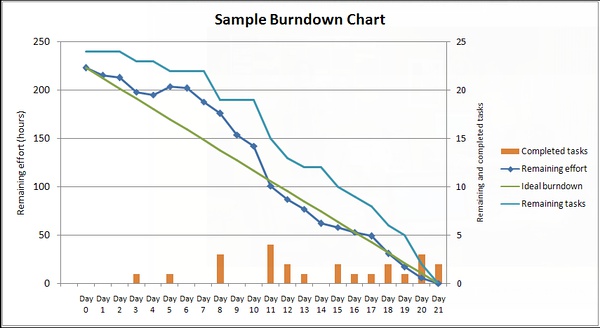 Sample Burndown Chart
250
200
150
100
50
0
Remaining effort (hours)
25
20
15
10
5
0
Remaining and completed tasks
Day 0
Day 1
Day 2
Day 3
Day 4
Day 5
Day 6
Day 7
Day 8
Day 9
Day 10
Day 11
Day 12
Day 13
Day 14
Day 15
Day 16
Day 17
Day 18
Day 19
Day 20
Day 21
Completed tasks
Remaining effort
Ideal burndown
Remaining tasks